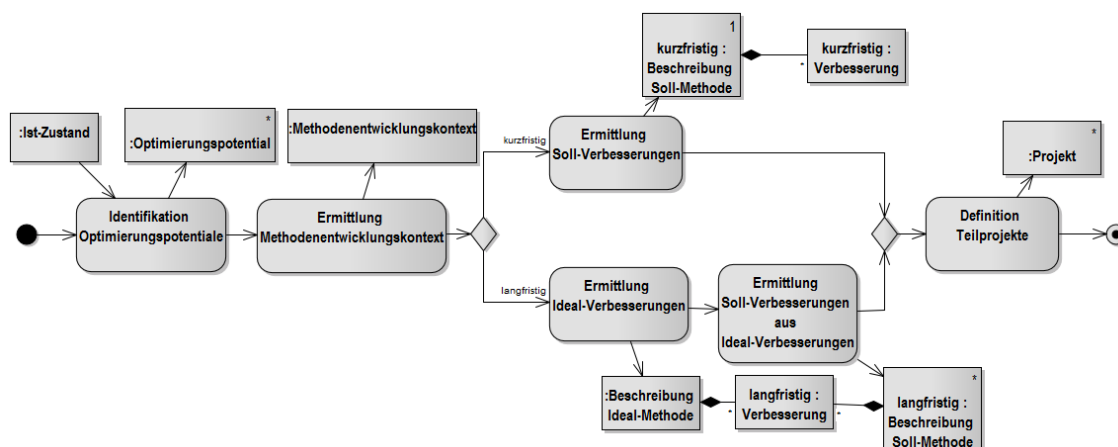 1
kurzfristig :
Beschreibung
Soll-Methode
*
kurzfristig :
Verbesserung
:Ist-Zustand
*
:Optimierungspotential
:Methodenentwicklungskontext
kurzfristig
Ermittlung
Soll-Verbesserungen
*
:Projekt
Identifikation
Optimierungspotentiale
Ermittlung
Methodenentwicklungskontext
Definition
Teilprojekte
langfristig
Ermittlung
Ideal-Verbesserungen
Ermittlung
Soll-Verbesserungen
aus
Ideal-Verbesserungen
:Beschreibung
Ideal-Methode
*
langfristig :
Verbesserung
*
*
langfristig :
Beschreibung
Soll-Methode